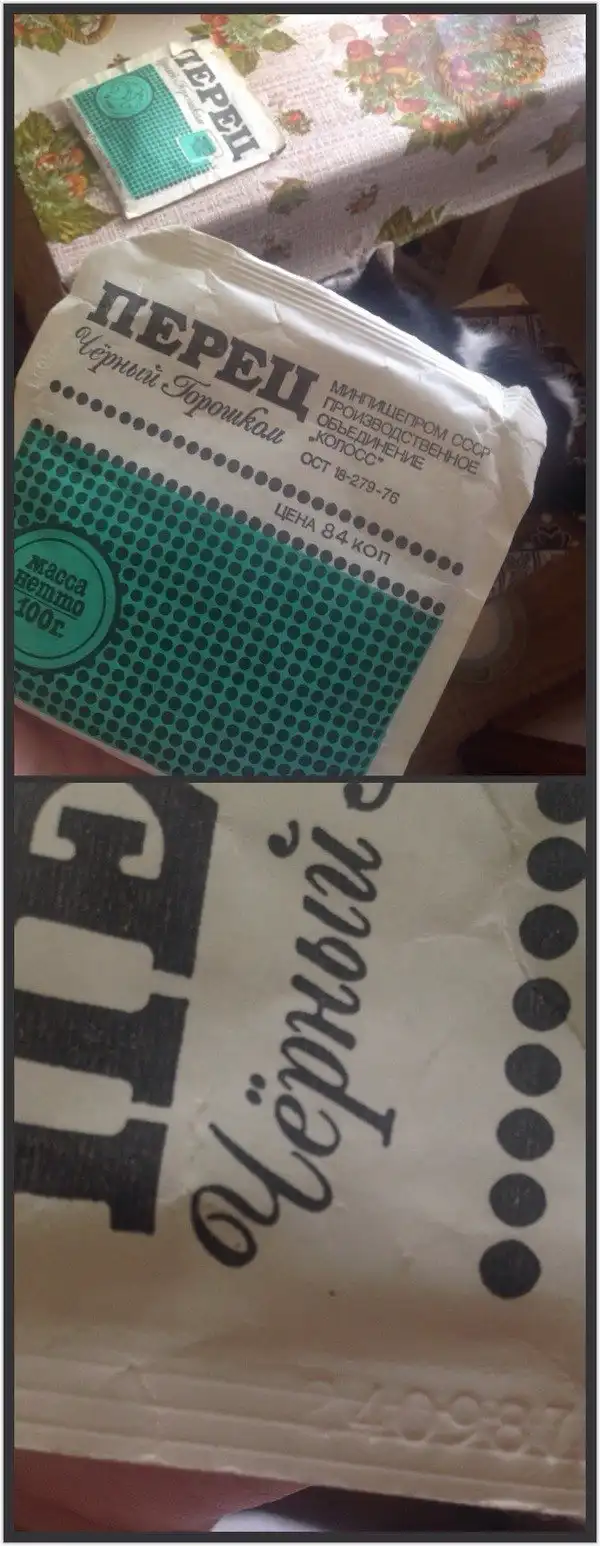 ПЕРЕЦ
ПЕРЕЦ
Чёрный Горошком
МИНПИЩЕПРОМ СССР
ПРОИЗВОДСТВЕННОЕ
ОБЪЕДИНЕНИЕ
„КОЛОСС"
ОСТ 18-279-76
ЦЕНА 84 КОП
масса
нетто
100г.
Чёрный